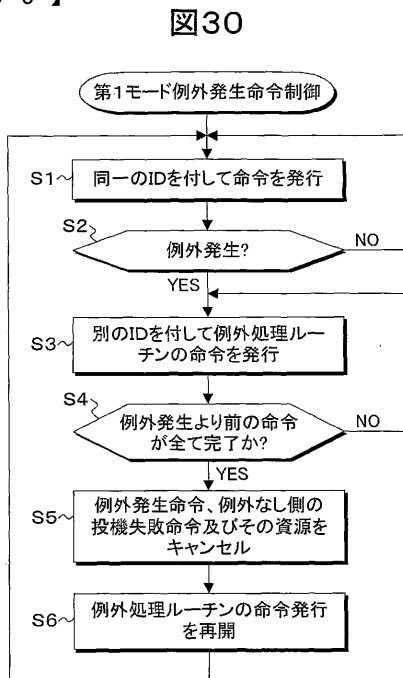 図30
第1モード例外発生命令制御
S1
同一のIDを付して命令を発行
S2
例外発生?
NO
YES
S3
別のIDを付して例外処理ルー
チンの命令を発行
S4
例外発生より前の命令
が全て完了か?
NO
YES
S5
例外発生命令、例外なし側の
投機失敗命令及びその資源を
キャンセル
S6
例外処理ルーチンの命令発行
を再開